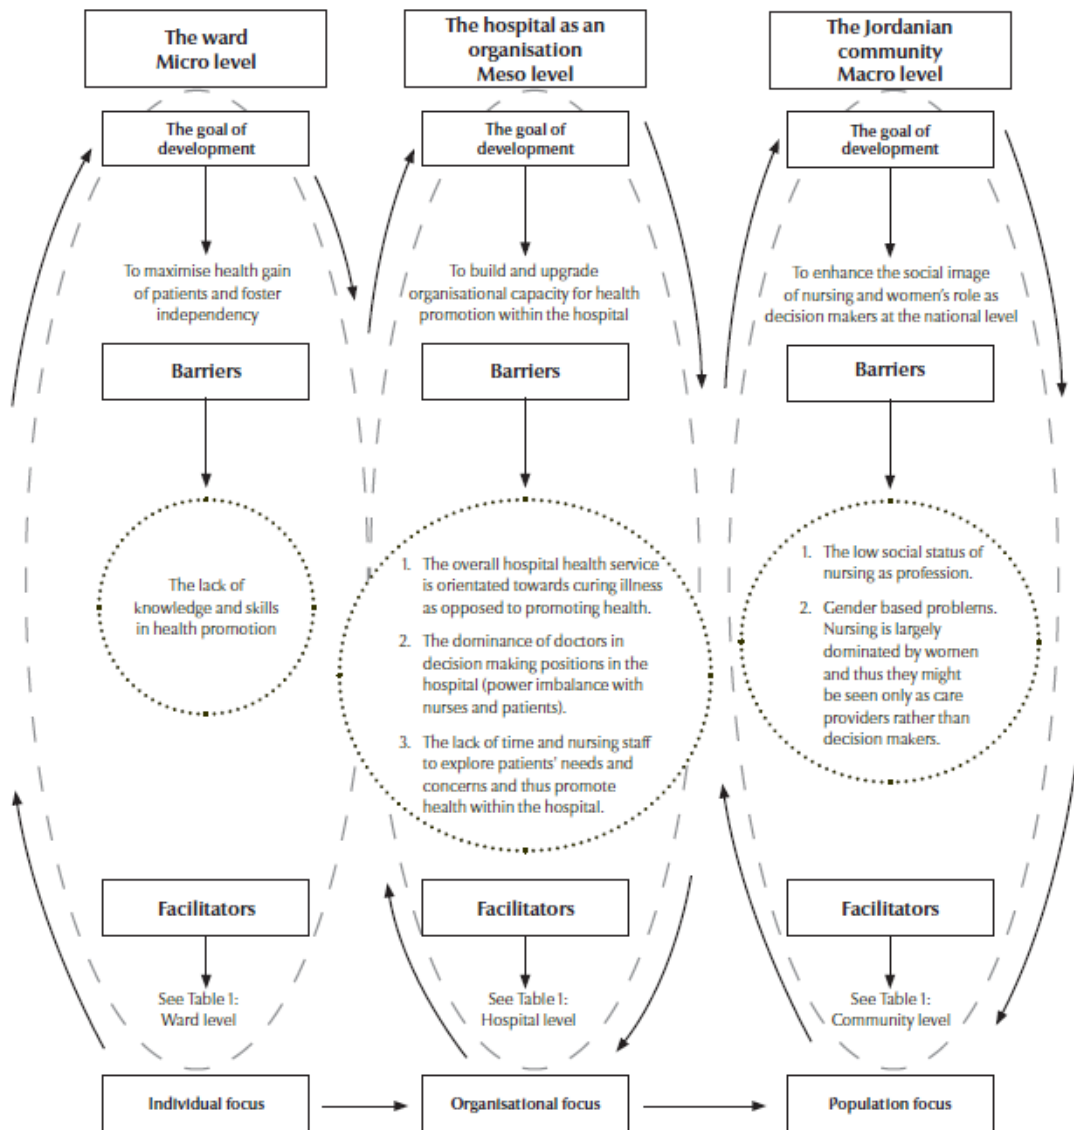 The ward
Micro level
The goal of
development
To maximise health gain
of patients and foster
independency
Barriers
The lack of
knowledge and skills
in health promotion
Facilitators
See Table 1:
Ward level
Individual focus
The hospital as an
organisation
Meso level
The goal of
development
To build and upgrade
organisational capacity for health
promotion within the hospital
Barriers
1. The overall hospital health service
is orientated towards curing illness
as opposed to promoting health.
2. The dominance of doctors in
decision making positions in the
hospital (power imbalance with
nurses and patients).
3. The lack of time and nursing staff
to explore patients' needs and
concerns and thus promote
health within the hospital.
Facilitators
See Table 1:
Hospital level
Organisational focus
The Jordanian
community
Macro level
The goal of
development
To enhance the social image
of nursing and women's role as
decision makers at the national level
Barriers
1. The low social status of
nursing as profession.
2. Gender based problems.
Nursing is largely
dominated by women
and thus they might
be seen only as care
providers rather than
decision makers.
Facilitators
See Table 1:
Community level
Population focus